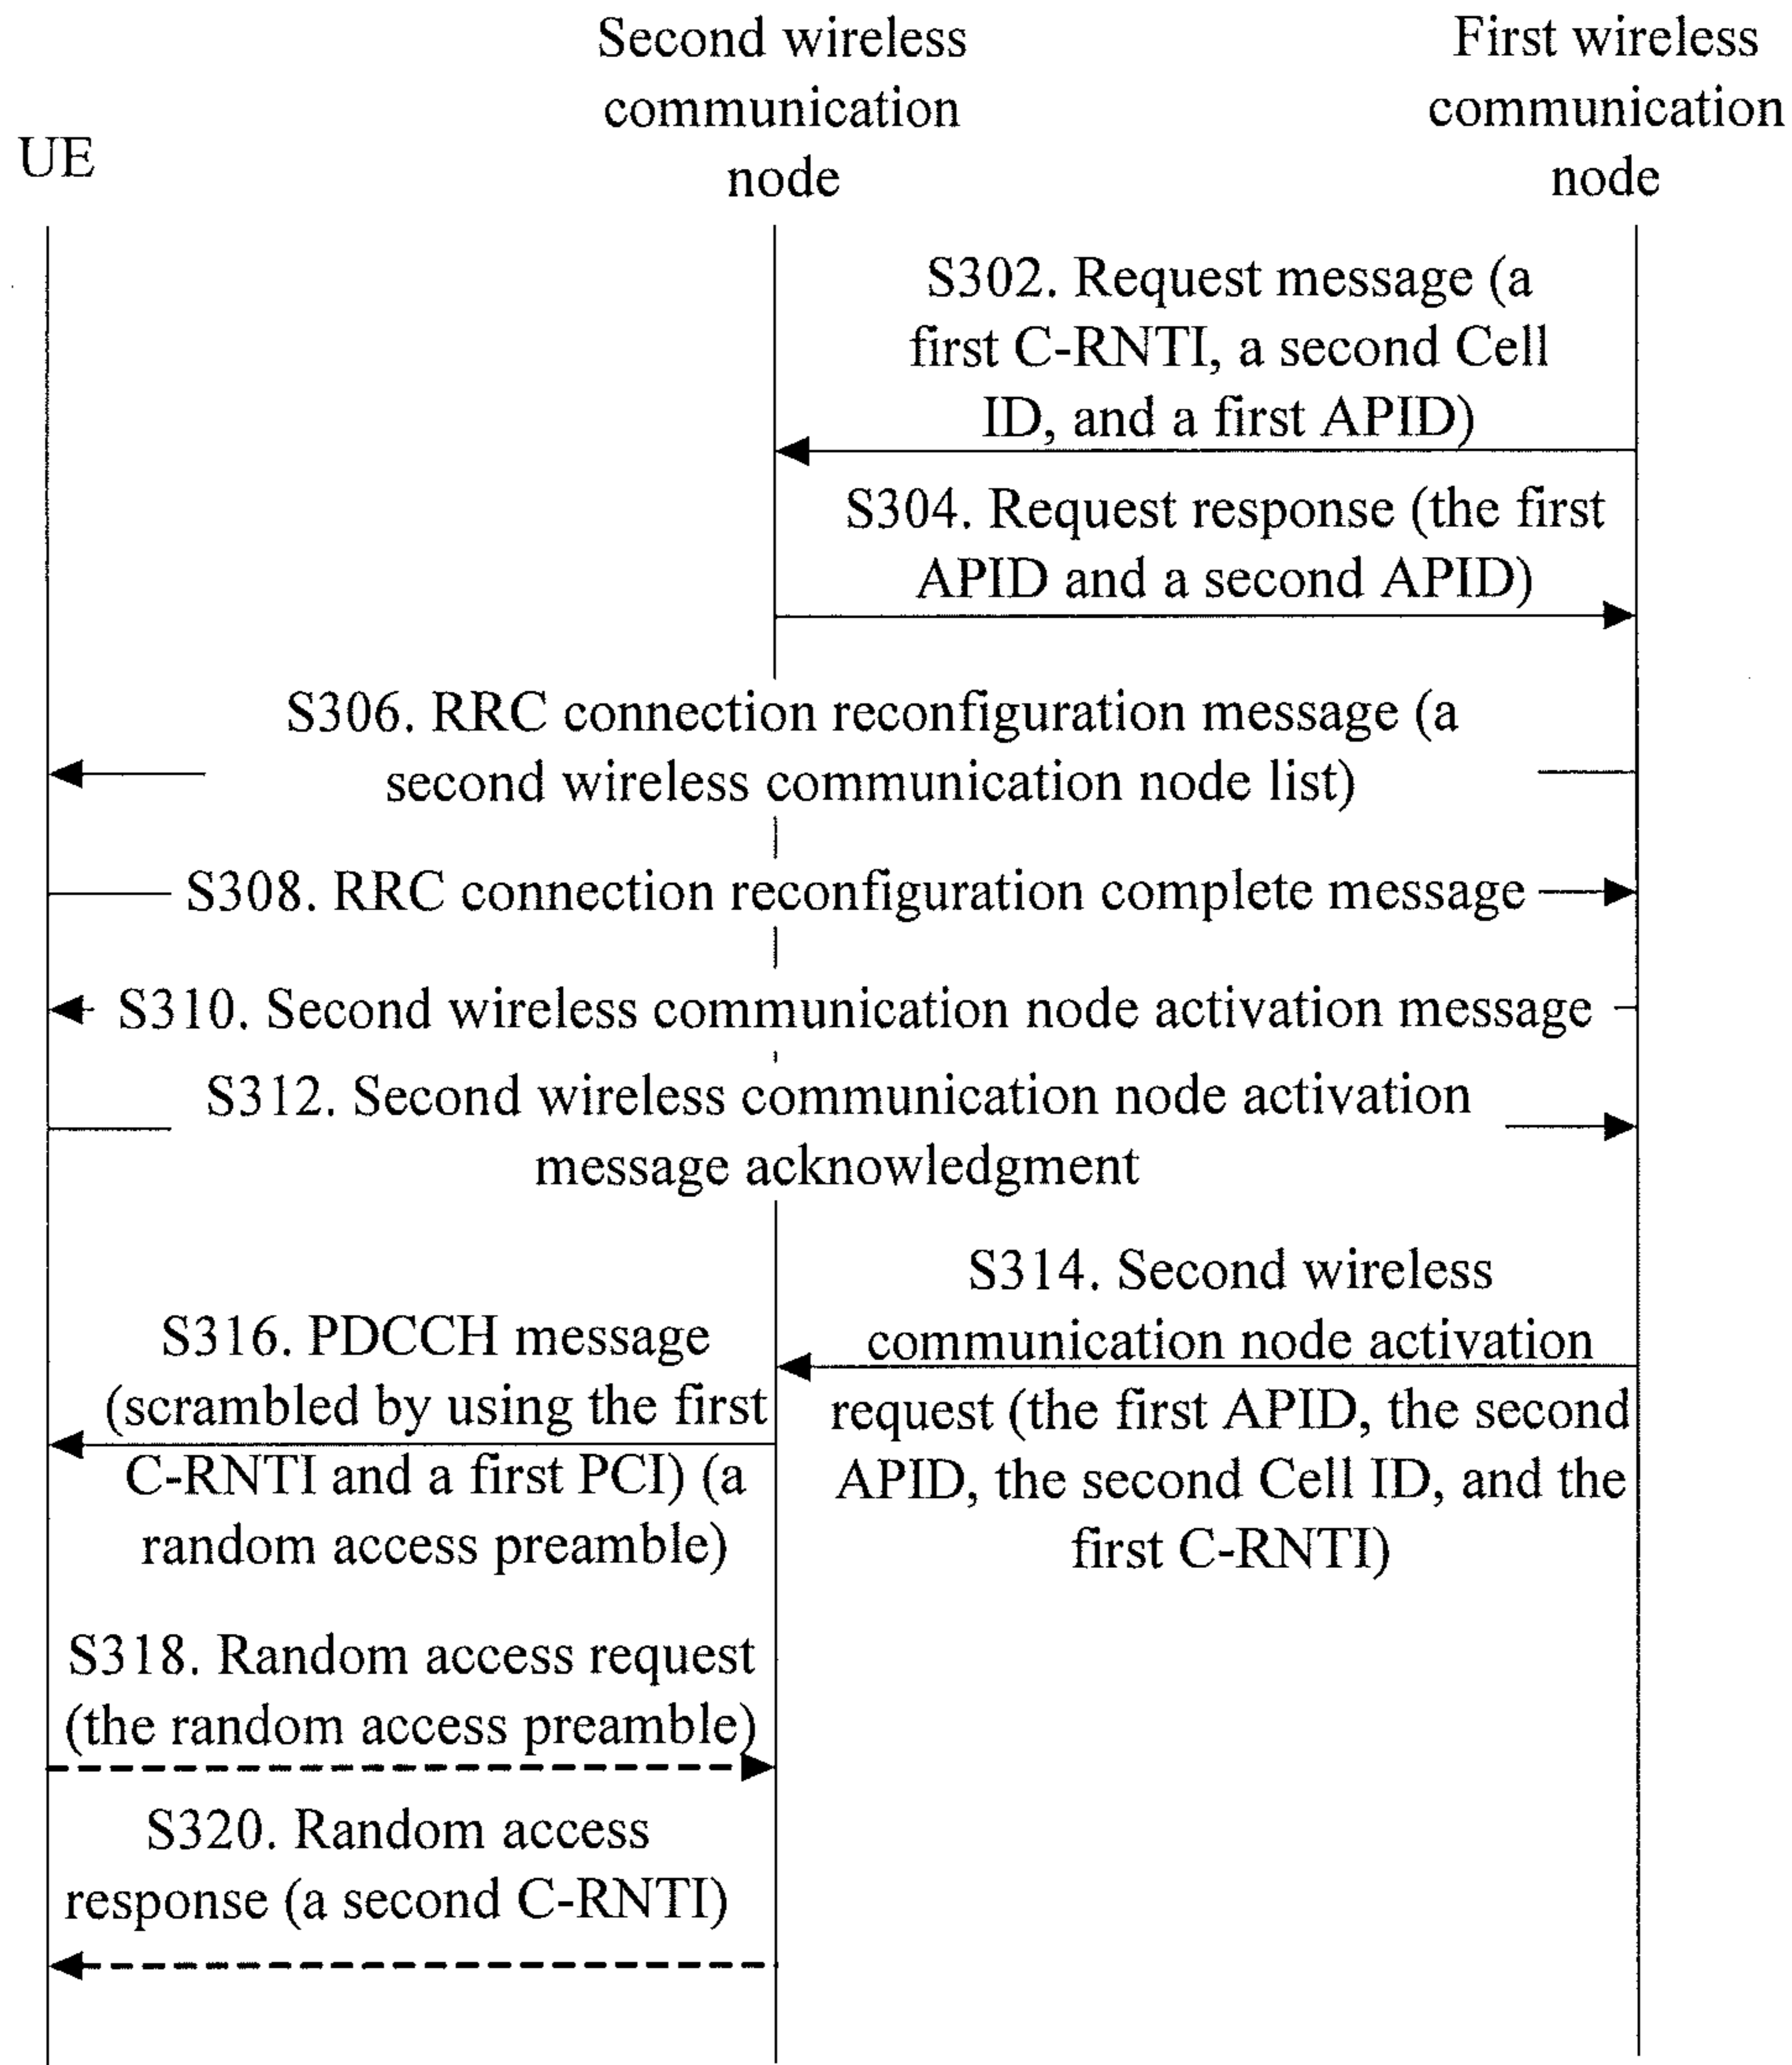 UE
Second wireless
communication
node
First wireless
communication
node
S302. Request message (a
first C-RNTI, a second Cell
ID, and a first APID)
S304. Request response (the first
APID and a second APID)
S306. RRC connection reconfiguration message (a
second wireless communication node list)
S308. RRC connection reconfiguration complete message
S310. Second wireless communication node activation message
S312. Second wireless communication node activation
message acknowledgment
S314. Second wireless
communication node activation
request (the first APID, the second
APID, the second Cell ID, and the
first C-RNTI)
S316. PDCCH message
(scrambled by using the first
C-RNTI and a first PCI) (a
random access preamble)
S318. Random access request
(the random access preamble)
S320. Random access
response (a second C-RNTI)